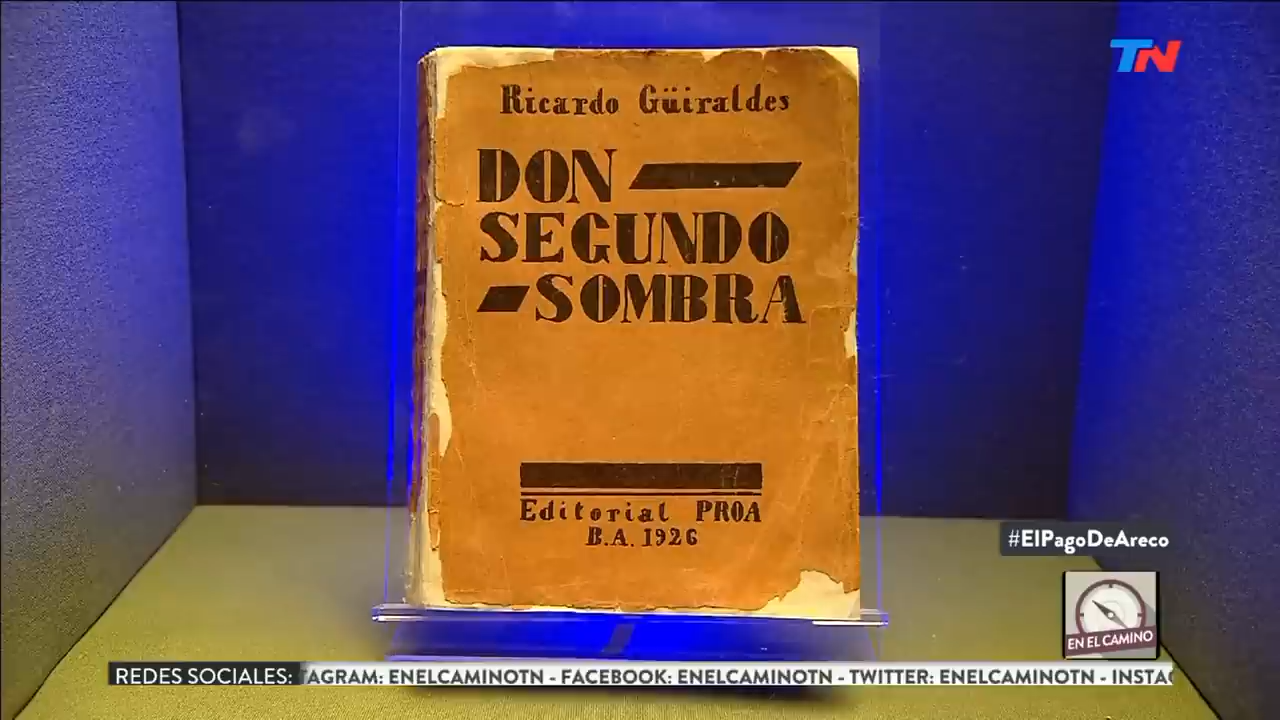 TN
Ricardo Güiraldes
DON
SEGUNDO
SOMBRA
Editorial PROA
B.A. 1926
#ElPagoDeAreco
EN EL CAMINO
REDES SOCIALES: TAGRAM: ENELCAMINOTN - FACEBOOK: ENELCAMINOTN - TWITTER: ENELCAMINOTN - INSTA